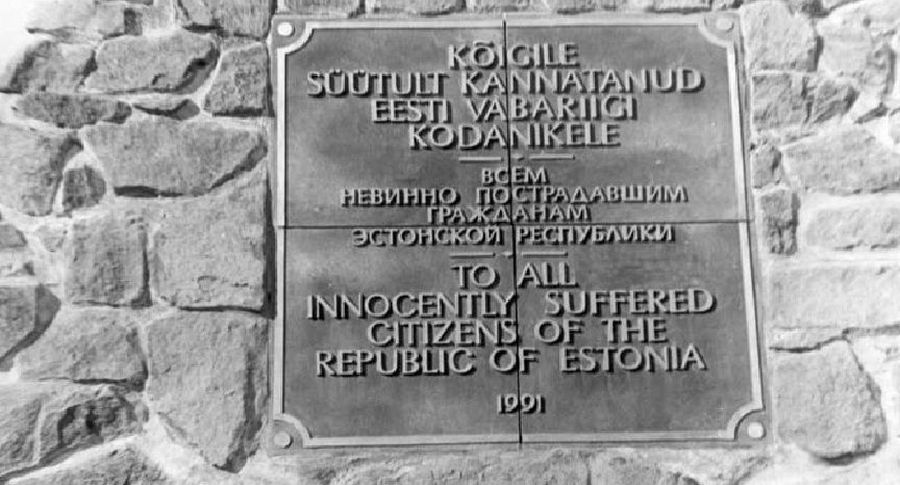 KÕIGILE
SÜÜTULT KANNATANUD
EESTI VABARIIGI
KODANIKELE
ВСЕМ
НЕВИННО ПОСТРАДАВШИМ
ГРАЖДАНАМ
ЭСТОНСКОЙ РЕСПУБЛИКИ
TO ALL
INNOCENTLY SUFFERED
CITIZENS OF THE
REPUBLIC OF ESTONIA
1991